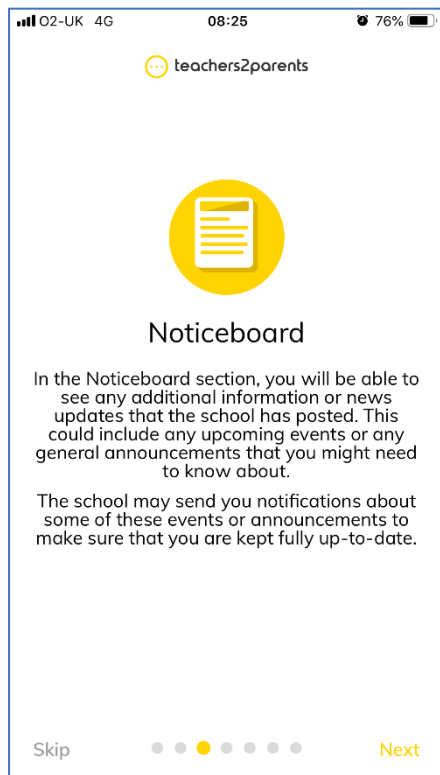 O2-UK 4G 08:25 76%
teachers2parents
Noticeboard
In the Noticeboard section, you will be able to
see any additional information or news
updates that the school has posted. This
could include any upcoming events or any
general announcements that you might need
to know about.
The school may send you notifications about
some of these events or announcements to
make sure that you are kept fully up-to-date.
Skip Next